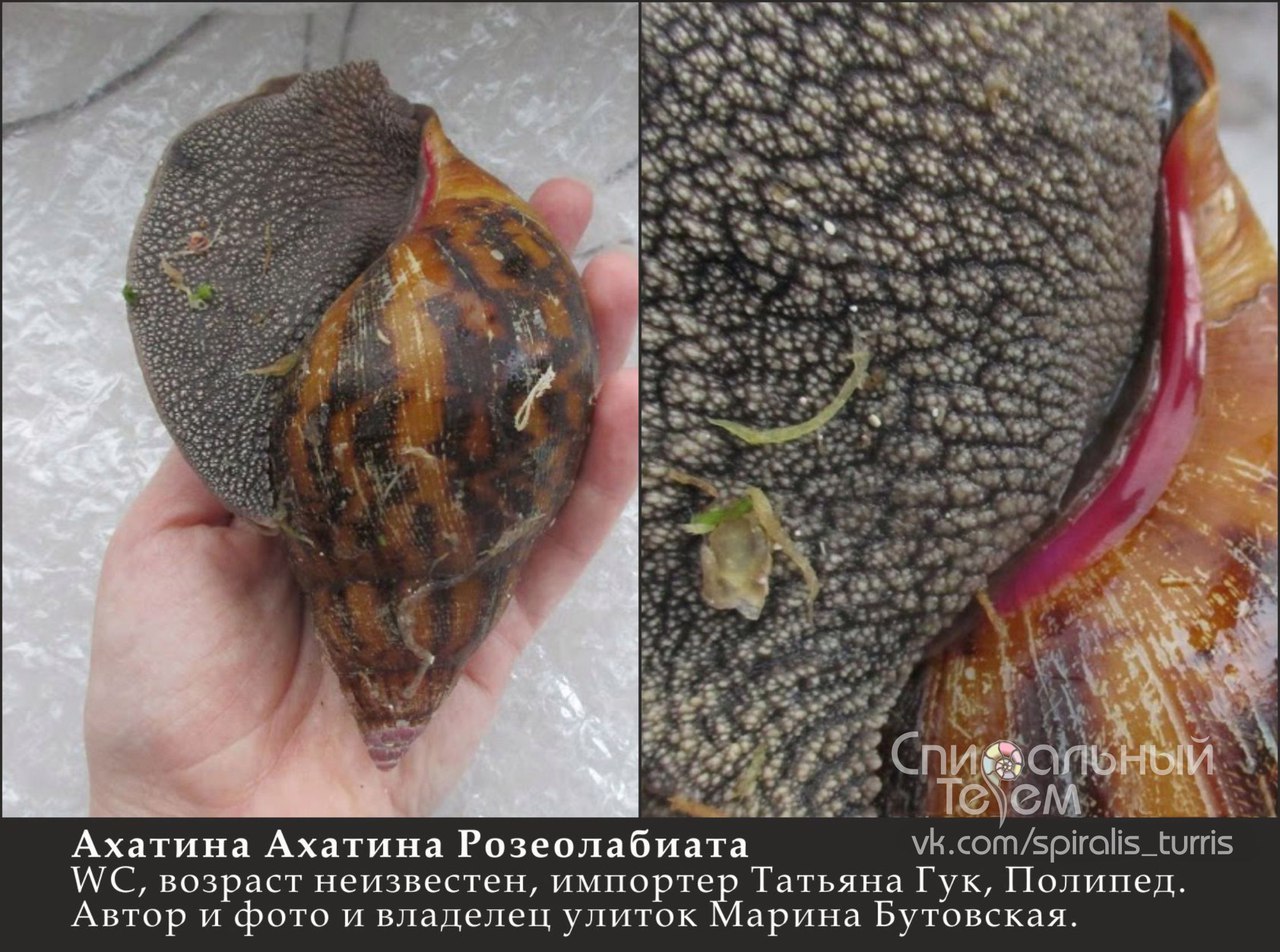 Спиральный
Терем
vk.com/spiralis_turris
Ахатина Ахатина Розеолабиата
WC, возраст неизвестен, импортер Татьяна Гук, Полипед.
Автор и фото и владелец улиток Марина Бутовская.